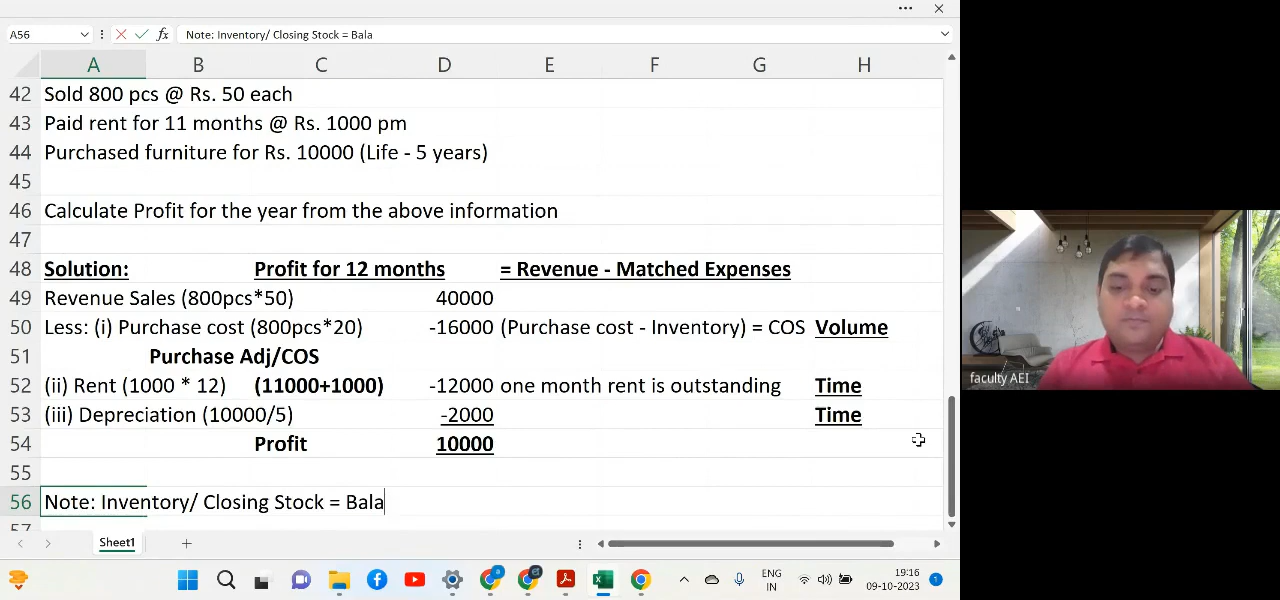 A56 fx Note: Inventory/ Closing Stock = Bala
A B C D E F G H
42 Sold 800 pcs @ Rs. 50 each
43 Paid rent for 11 months @ Rs. 1000 pm
44 Purchased furniture for Rs. 10000 (Life - 5 years)
45
46 Calculate Profit for the year from the above information
47
48 Solution: Profit for 12 months = Revenue - Matched Expenses
49 Revenue Sales (800pcs*50) 40000
50 Less: (i) Purchase cost (800pcs*20) -16000 (Purchase cost - Inventory) = COS Volume
51 Purchase Adj/COS
52 (ii) Rent (1000 * 12) (11000+1000) -12000 one month rent is outstanding Time
53 (iii) Depreciation (10000/5) -2000 Time
54 Profit 10000
55
56 Note: Inventory/ Closing Stock = Bala
57
Sheet1
faculty AEI
ENG
IN
19:16
09-10-2023
1